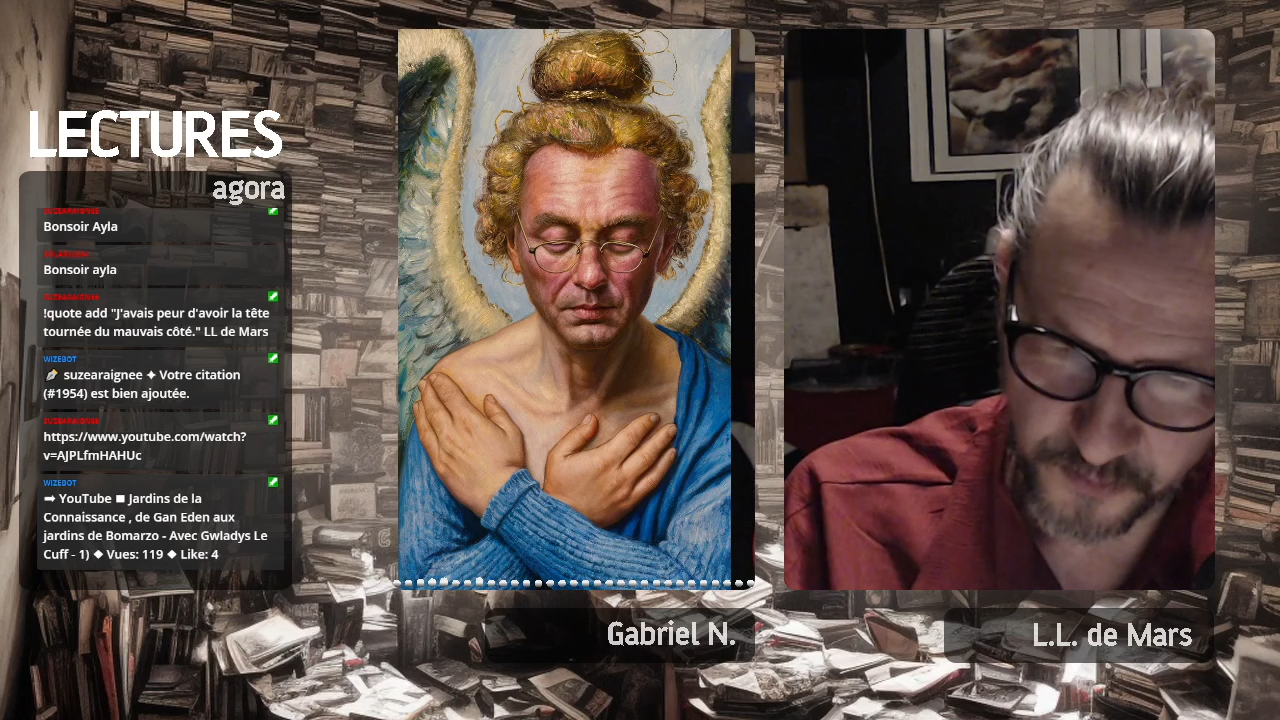 LECTURES
agora
SUZEARAIGNEE
Bonsoir Ayla
Bonsoir ayla
SUZEARAIGNEE
!quote add "J'avais peur d'avoir la tête
tournée du mauvais côté." LL de Mars
WIZEBOT
suzearaignee ✦ Votre citation
(#1954) est bien ajoutée.
SUZEARAIGNEE
https://www.youtube.com/watch?
v=AJPLfmHAHUc
WIZEBOT
➡ YouTube ■ Jardins de la
Connaissance , de Gan Eden aux
jardins de Bomarzo - Avec Gwladys Le
Cuff - 1) ◆ Vues: 119 ◆ Like: 4
Gabriel N.
L.L. de Mars